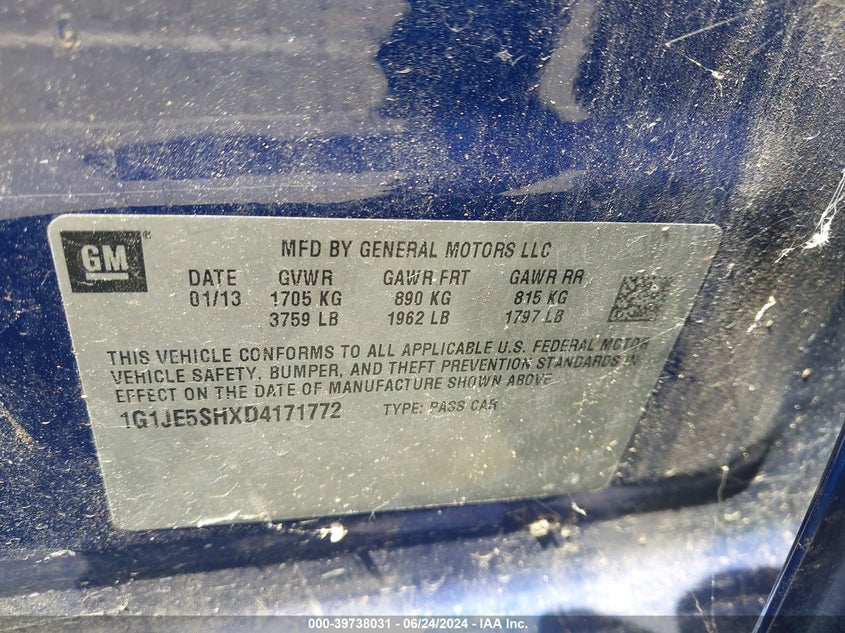 GM®
MFD BY GENERAL MOTORS LLC
DATE GVWR GAWR FRT GAWR RR
01/13 1705 KG 890 KG 815 KG
3759 LB 1962 LB 1797 LB
THIS VEHICLE CONFORMS TO ALL APPLICABLE U.S. FEDERAL MOTOR
VEHICLE SAFETY, BUMPER, AND THEFT PREVENTION STANDARDS IN
EFFECT ON THE DATE OF MANUFACTURE SHOWN ABOVE
1G1JE5SHXD4171772 TYPE: PASS CAR
000-39738031 - 06/24/2024 - IAA Inc.